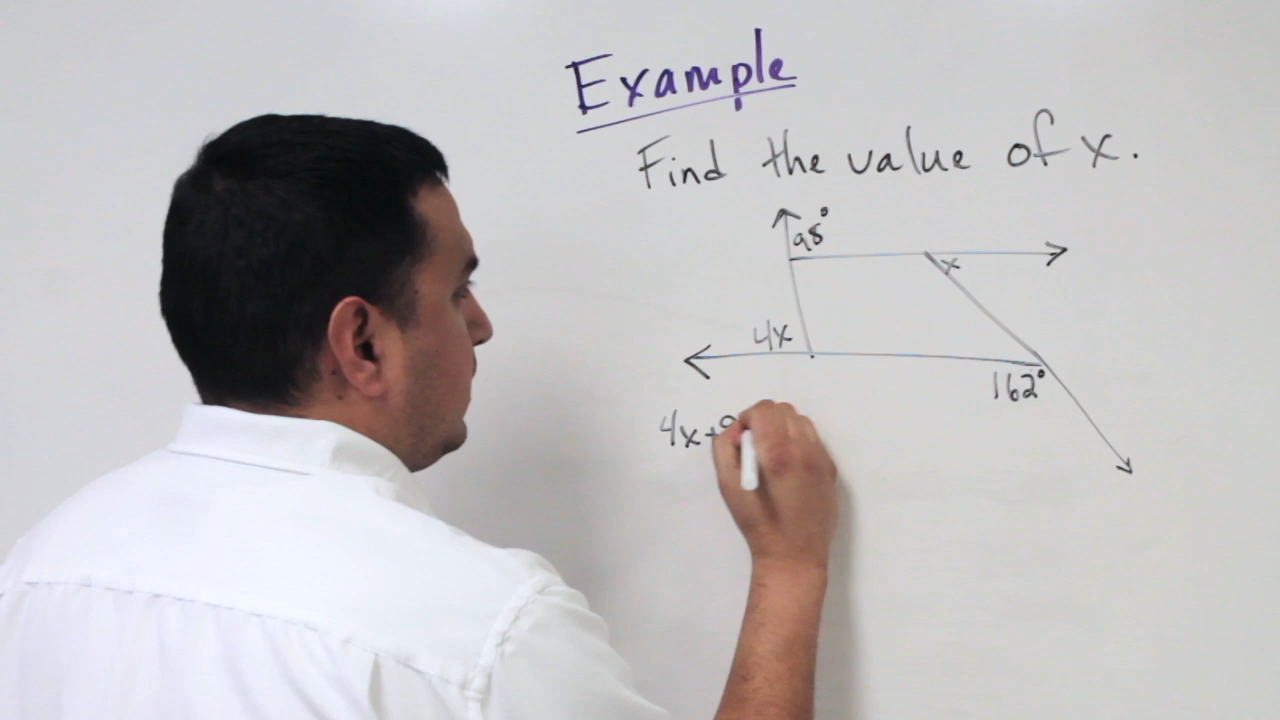 Example
Find the value of x.
98°
x
4x
162°
4x+